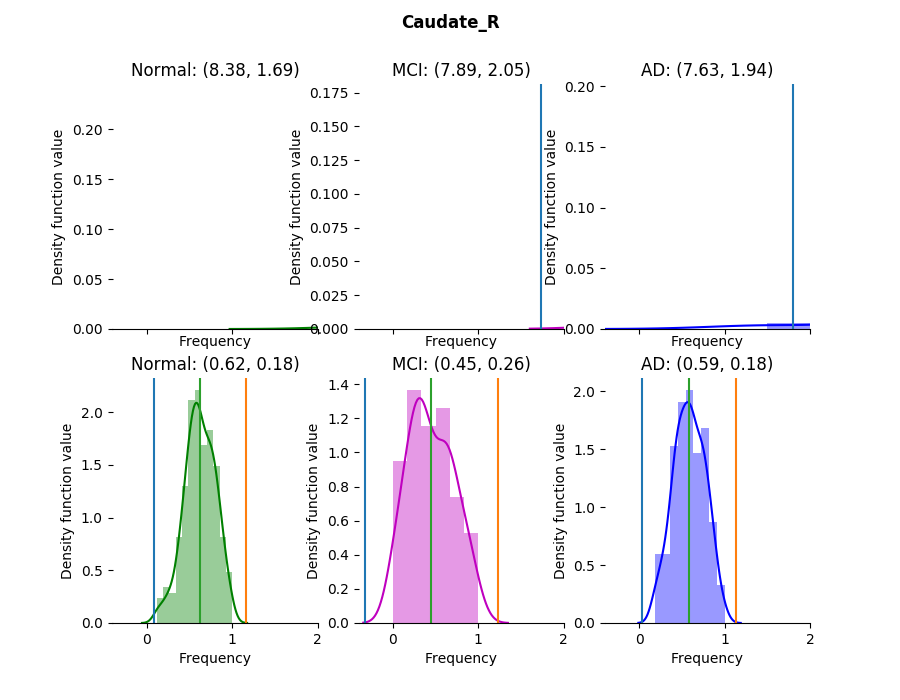 Caudate_R
Normal: (8.38, 1.69)
MCI: (7.89, 2.05)
AD: (7.63, 1.94)
Density function value
0.20
0.15
0.10
0.05
0.00
Frequency
Density function value
0.175
0.150
0.125
0.100
0.075
0.050
0.025
0.000
Frequency
Density function value
0.20
0.15
0.10
0.05
0.00
Frequency
Normal: (0.62, 0.18)
MCI: (0.45, 0.26)
AD: (0.59, 0.18)
Density function value
2.0
1.5
1.0
0.5
0.0
0 1 2
Frequency
Density function value
1.4
1.2
1.0
0.8
0.6
0.4
0.2
0.0
0 1 2
Frequency
Density function value
2.0
1.5
1.0
0.5
0.0
0 1 2
Frequency